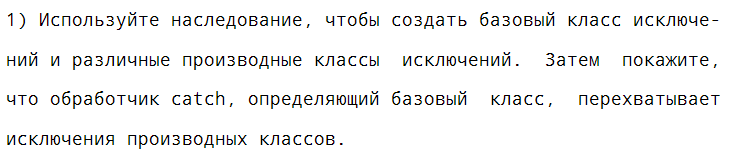 1) Используйте наследование, чтобы создать базовый класс исключе-
ний и различные производные классы исключений. Затем покажите,
что обработчик catch, определяющий базовый класс, перехватывает
исключения производных классов.